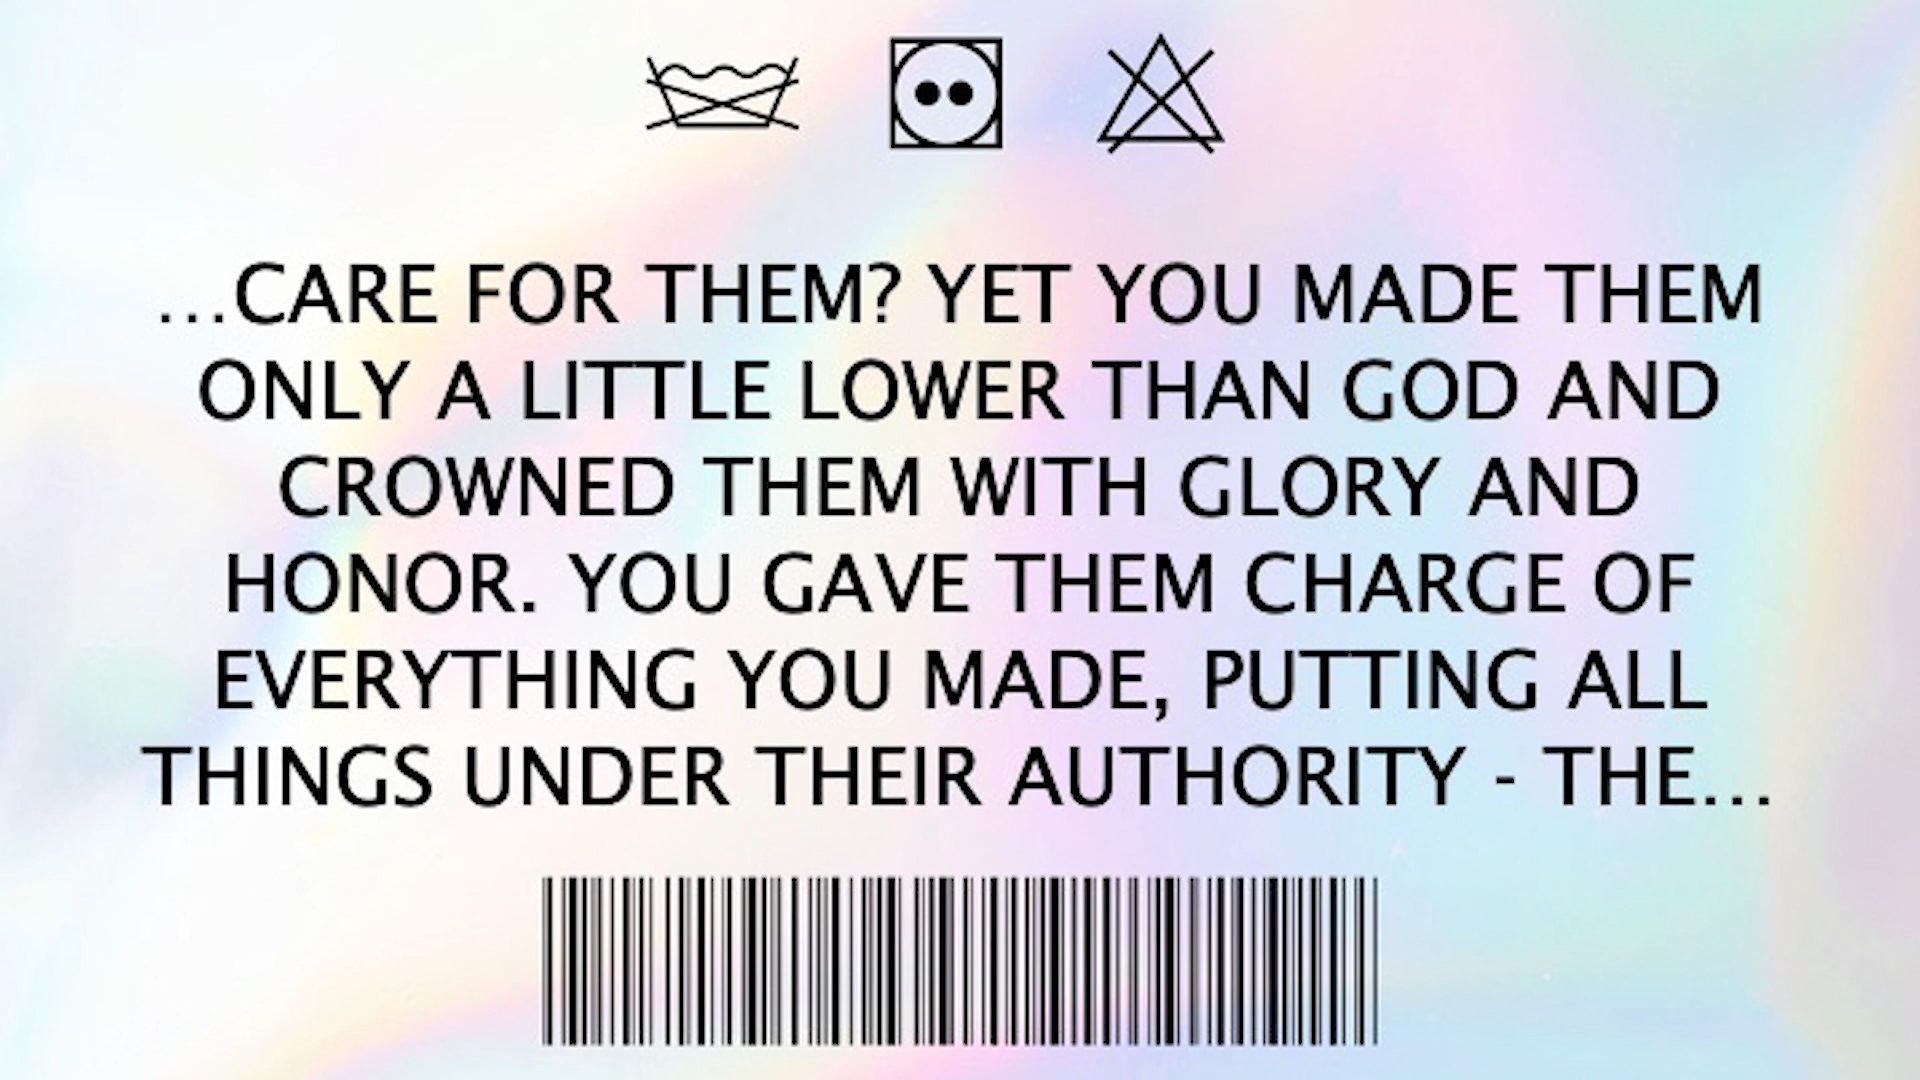 …CARE FOR THEM? YET YOU MADE THEM
ONLY A LITTLE LOWER THAN GOD AND
CROWNED THEM WITH GLORY AND
HONOR. YOU GAVE THEM CHARGE OF
EVERYTHING YOU MADE, PUTTING ALL
THINGS UNDER THEIR AUTHORITY - THE…